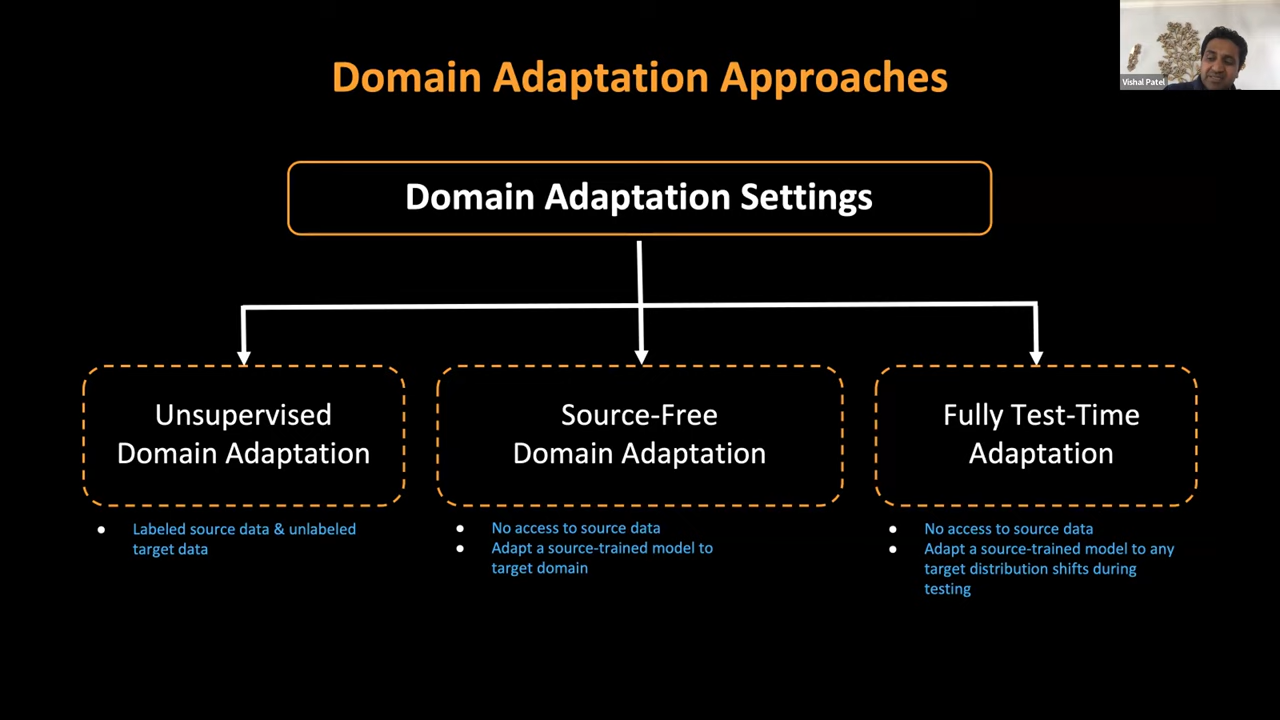 Domain Adaptation Approaches
Vishal Patel
Domain Adaptation Settings
Unsupervised
Domain Adaptation
Source-Free
Domain Adaptation
Fully Test-Time
Adaptation
● Labeled source data & unlabeled
target data
● No access to source data
● Adapt a source-trained model to
target domain
● No access to source data
● Adapt a source-trained model to any
target distribution shifts during
testing